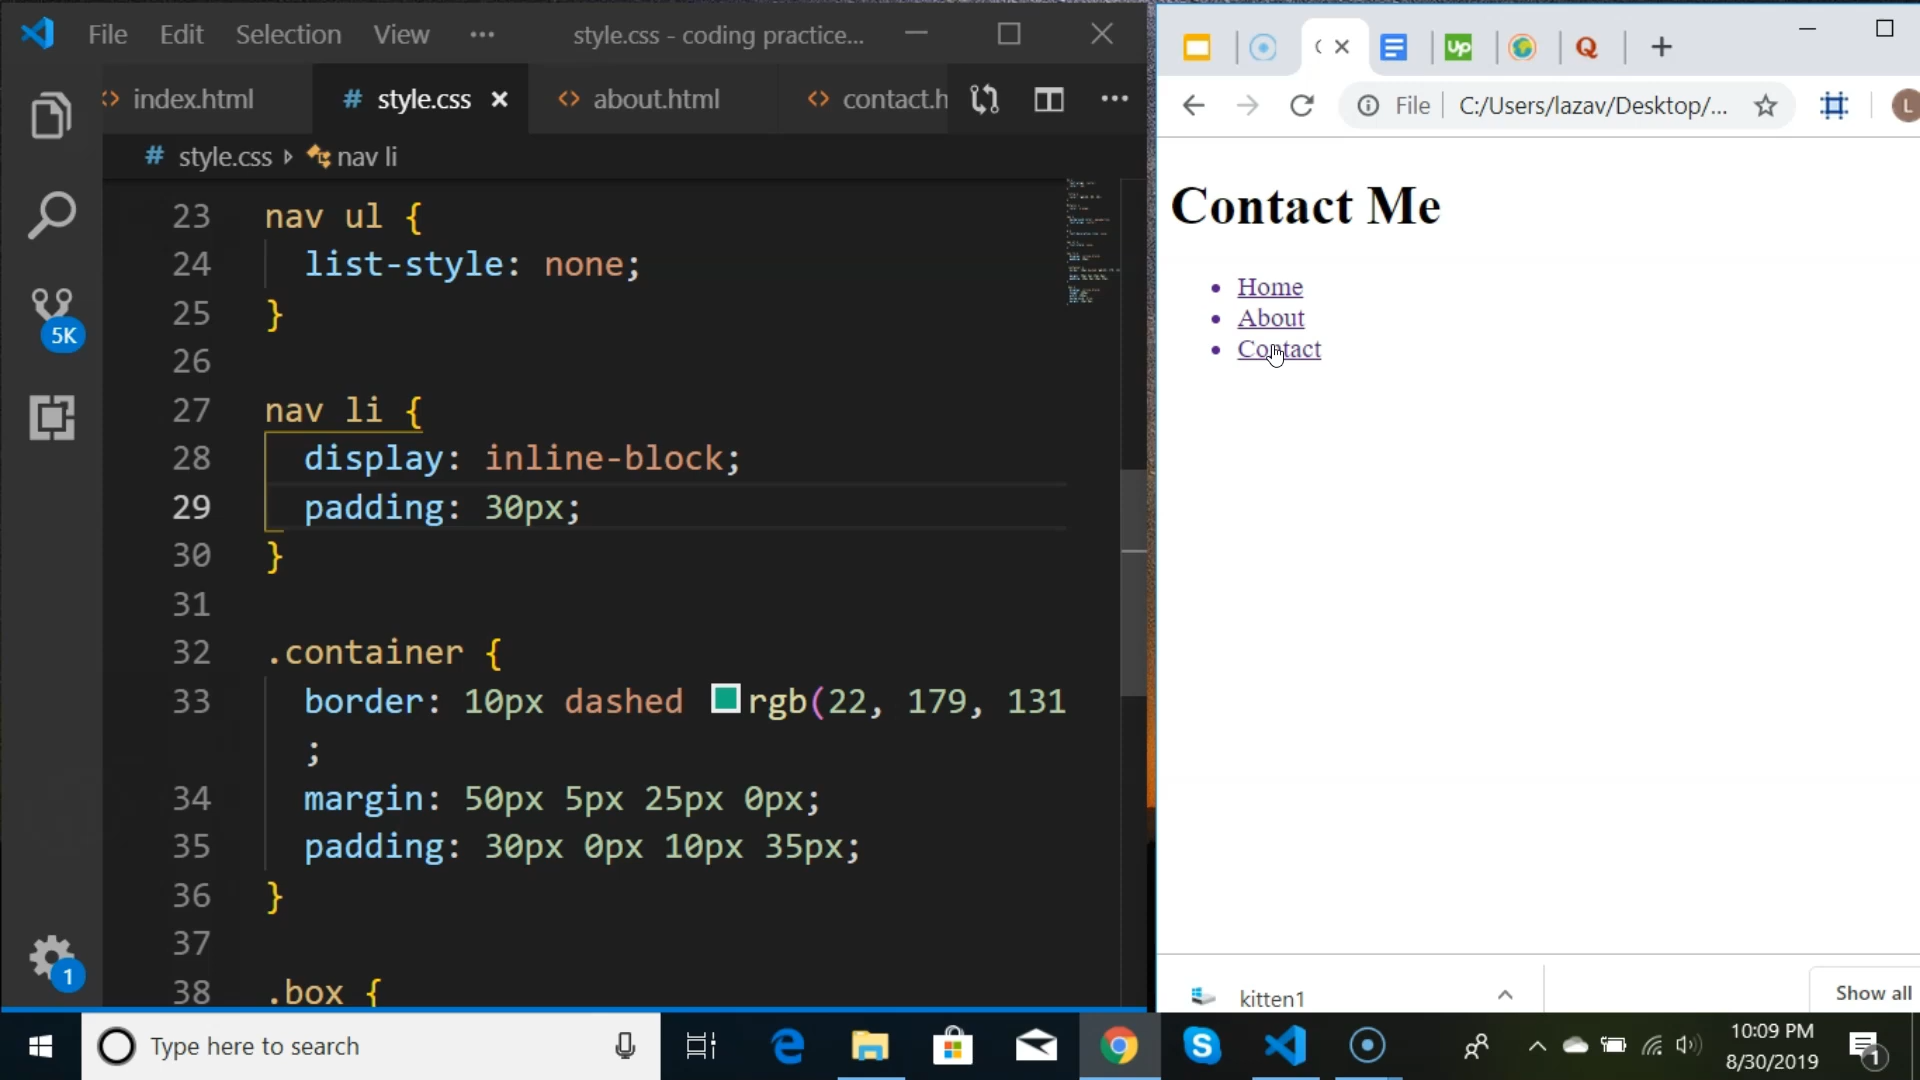 File Edit Selection View ... style.css - coding practice...
index.html # style.css × about.html contact.h
# style.css nav li
23 nav ul {
24 list-style: none;
25 }
26
27 nav li {
28 display: inline-block;
29 padding: 30px;
30 }
31
32 .container {
33 border: 10px dashed rgb(22, 179, 131
;
34 margin: 50px 5px 25px 0px;
35 padding: 30px 0px 10px 35px;
36 }
37
38 .box {
5K
1
Up Q
File C:/Users/lazav/Desktop/... L
Contact Me
Home
About
Contact
kitten1 Show all
Type here to search
10:09 PM
8/30/2019
1